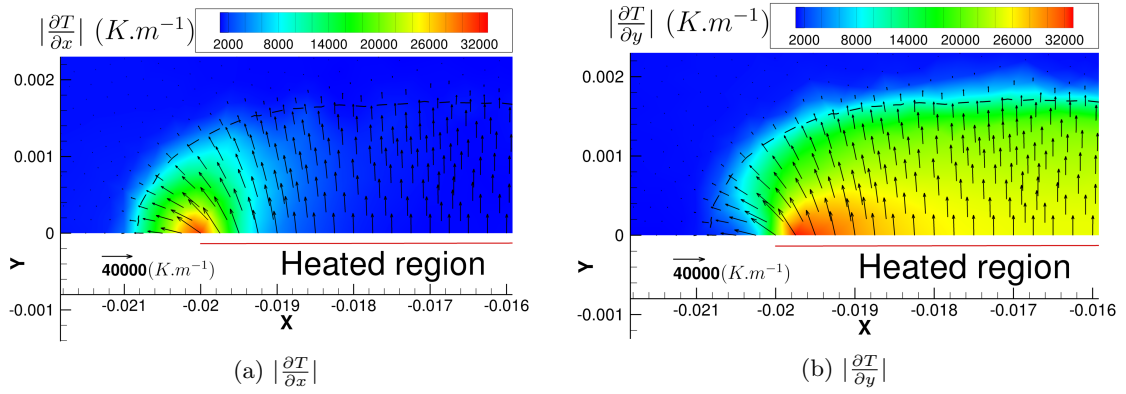 |∂T/∂x| (K.m⁻¹)
2000 8000 14000 20000 26000 32000
0.002
0.001
0
-0.001
Y
40000(K.m⁻¹)
Heated region
-0.021 -0.02 -0.019 -0.018 -0.017 -0.016
X
(a) |∂T/∂x|
|∂T/∂y| (K.m⁻¹)
2000 8000 14000 20000 26000 32000
0.002
0.001
0
-0.001
Y
40000(K.m⁻¹)
Heated region
-0.021 -0.02 -0.019 -0.018 -0.017 -0.016
X
(b) |∂T/∂y|